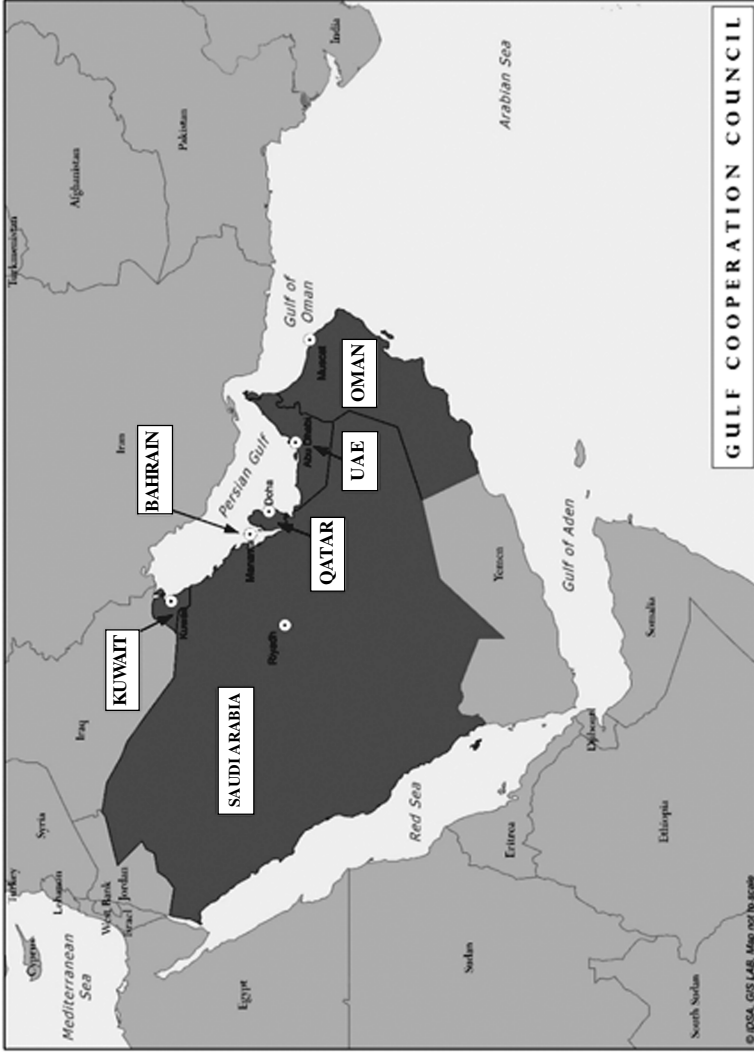 Turkey
Turkmenistan
Cyprus
Syria
Lebanon
Mediterranean
Sea
Afghanistan
Iraq
West Bank
Israel
Jordan
Iran
KUWAIT
BAHRAIN
Pakistan
Persian Gulf
Egypt
SAUDI ARABIA
Riyadh
Doha
Gulf of
Oman
Abu Dhabi
Muscat
QATAR
UAE
OMAN
India
Red Sea
Sudan
Yemen
Arabian Sea
Eritrea
Gulf of Aden
Djibouti
Somalia
Ethiopia
South Sudan
GULF COOPERATION COUNCIL
© IDSA, GIS LAB. Map not to scale